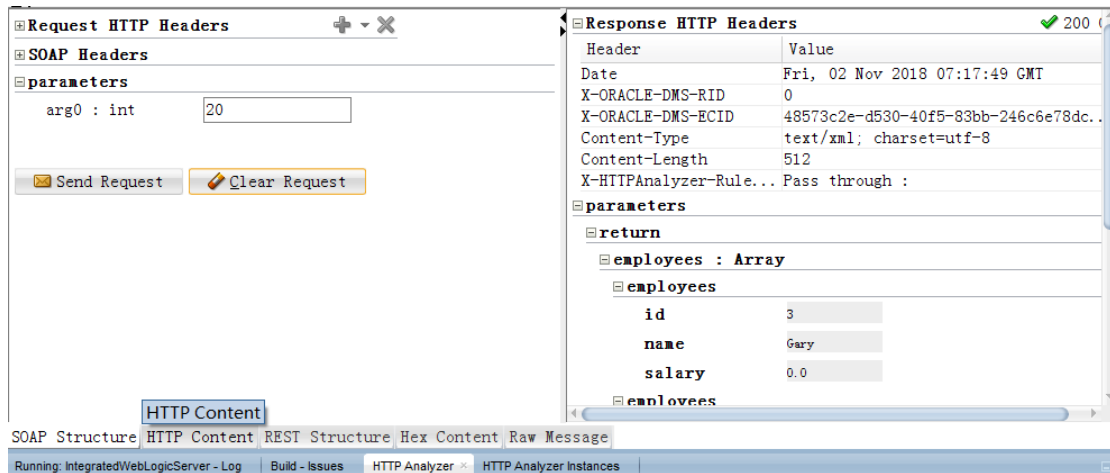 Request HTTP Headers
SOAP Headers
parameters
arg0 : int 20
Send Request Clear Request
Response HTTP Headers 200
Header Value
Date Fri, 02 Nov 2018 07:17:49 GMT
X-ORACLE-DMS-RID 0
X-ORACLE-DMS-ECID 48573c2e-d530-40f5-83bb-246c6e78dc..
Content-Type text/xml; charset=utf-8
Content-Length 512
X-HTTPAnalyzer-Rule... Pass through :
parameters
return
employees : Array
employees
id 3
name Gary
salary 0.0
employees
HTTP Content
SOAP Structure HTTP Content REST Structure Hex Content Raw Message
Running: IntegratedWebLogicServer - Log Build - Issues HTTP Analyzer HTTP Analyzer Instances